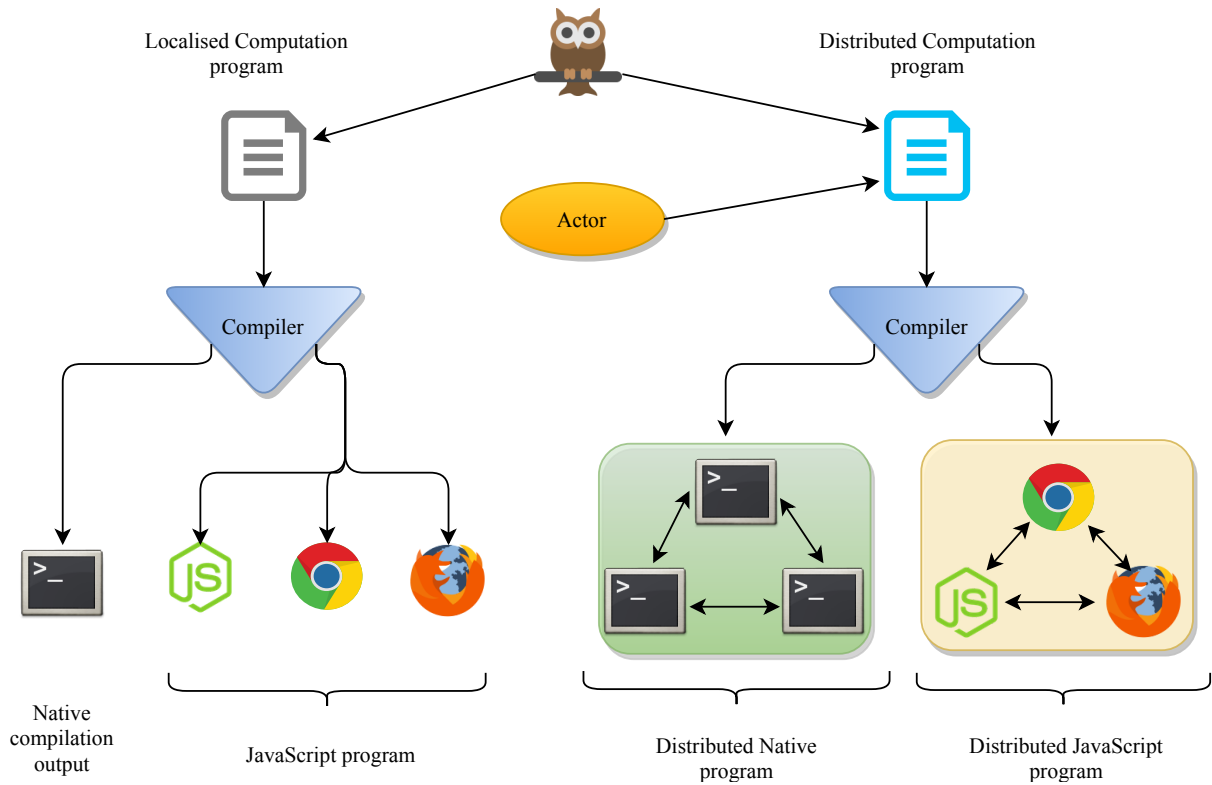 Localised Computation
program
Distributed Computation
program
Actor
Compiler
Compiler
>_
>_
>_
>_
JS
JS
Native
compilation
output
JavaScript program
Distributed Native
program
Distributed JavaScript
program